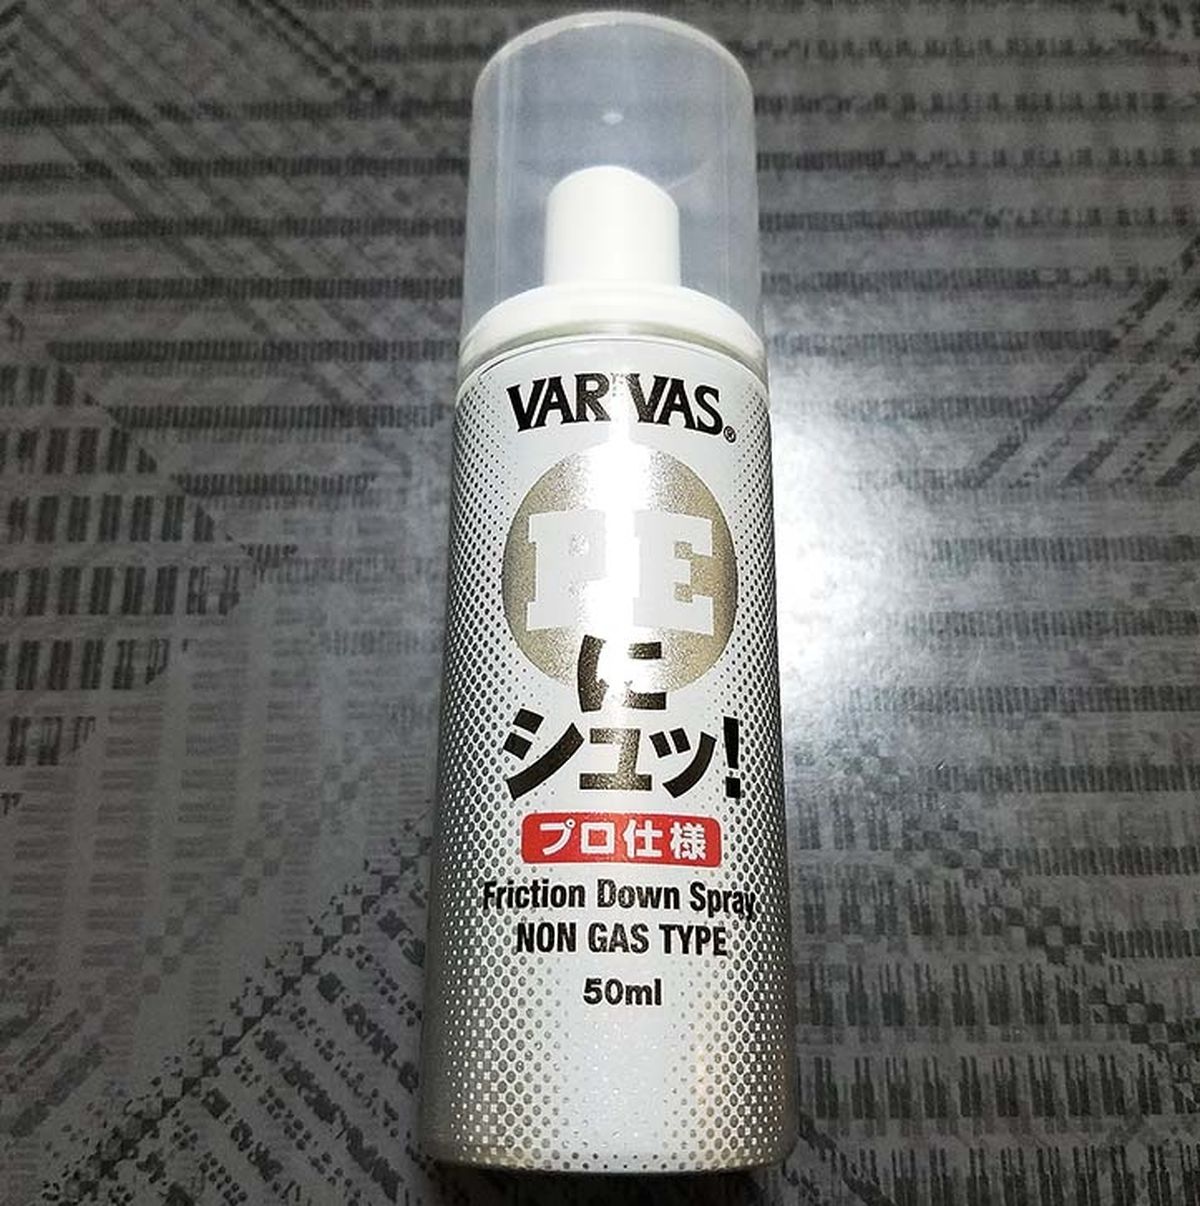 VARIVAS®
PE
に
シュッ!
プロ仕様
Friction Down Spray
NON GAS TYPE
50ml